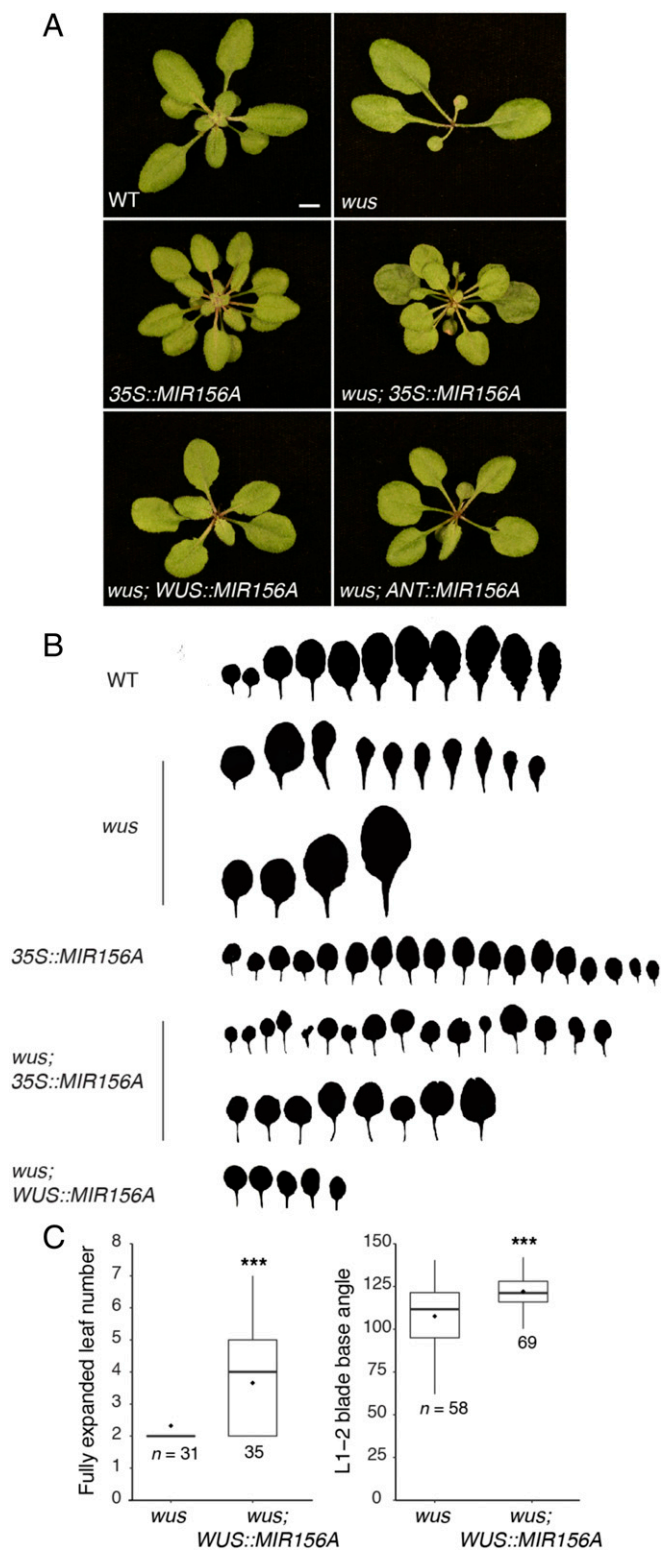 A
WT
wus
35S::MIR156A
wus; 35S::MIR156A
wus; WUS::MIR156A
wus; ANT::MIR156A
B
WT
wus
35S::MIR156A
wus;
35S::MIR156A
wus;
WUS::MIR156A
C
Fully expanded leaf number
8
7
6
5
4
3
2
1
0
***
n = 31
35
wus
wus;
WUS::MIR156A
L1–2 blade base angle
150
125
100
75
50
25
0
***
n = 58
69
wus
wus;
WUS::MIR156A